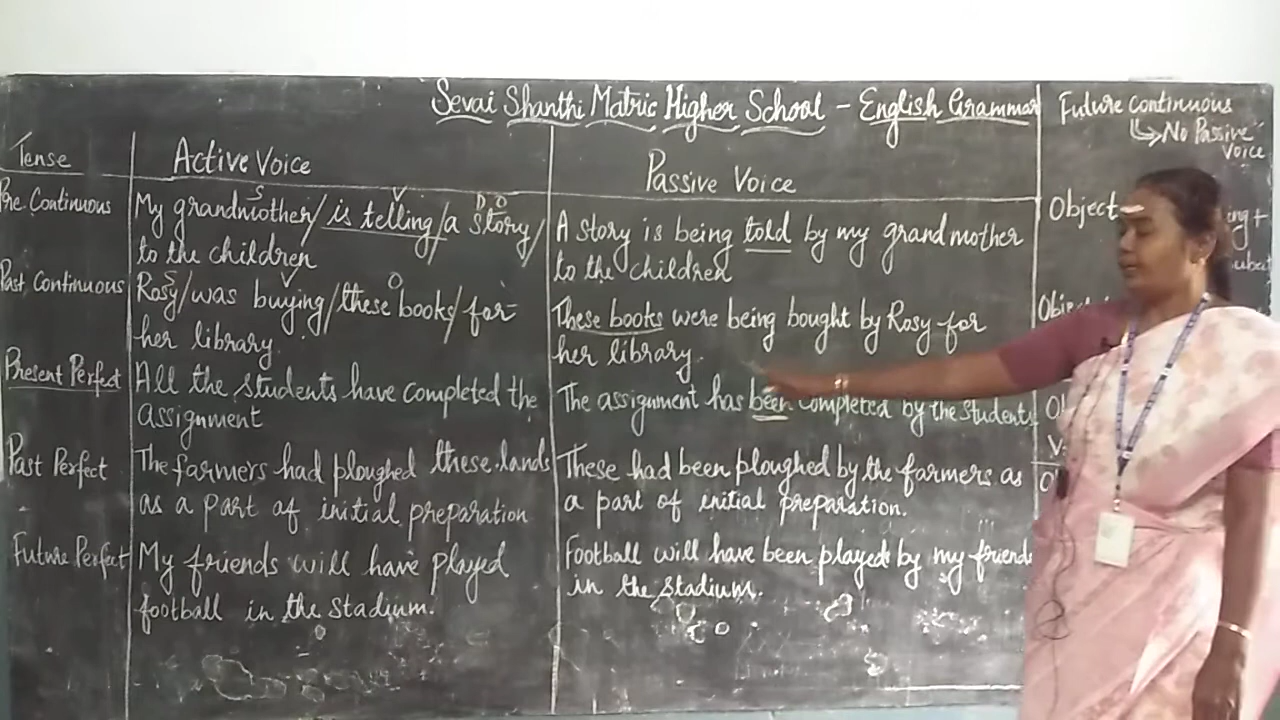 Sevai Shanthi Matric Higher School - English Grammar
Future Continuous
No Passive
Voice
Tense
Active Voice
Passive Voice
Pre. Continuous
S V D.O
My grandmother/is telling/a story/
to the children
A story is being told by my grandmother
to the children
Object
ing +
Past Continuous
S V O
Rosy/was buying/these books/for
her library.
These books were being bought by Rosy for
her library.
Present Perfect
All the students have completed the
assignment
The assignment has been completed by the students
Past Perfect
The farmers had ploughed these lands
as a part of initial preparation
These had been ploughed by the farmers as
a part of initial preparation.
Future Perfect
My friends will have played
football in the stadium.
Football will have been played by my friends
in the stadium.